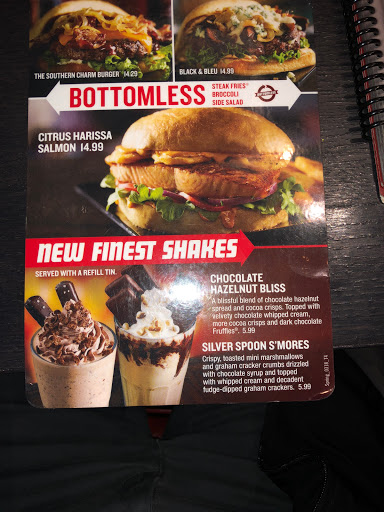 THE SOUTHERN CHARM BURGER 14.29
BLACK & BLEU 14.99
BOTTOMLESS
STEAK FRIES®
BROCCOLI
SIDE SALAD
CITRUS HARISSA
SALMON 14.99
NEW FINEST SHAKES
SERVED WITH A REFILL TIN.
CHOCOLATE
HAZELNUT BLISS
A blissful blend of chocolate hazelnut
spread and cocoa crisps. Topped with
velvety chocolate whipped cream,
more cocoa crisps and dark chocolate
Fruffles®. 5.99
SILVER SPOON S'MORES
Crispy, toasted mini marshmallows
and graham cracker crumbs drizzled
with chocolate syrup and topped
with whipped cream and decadent
fudge-dipped graham crackers. 5.99